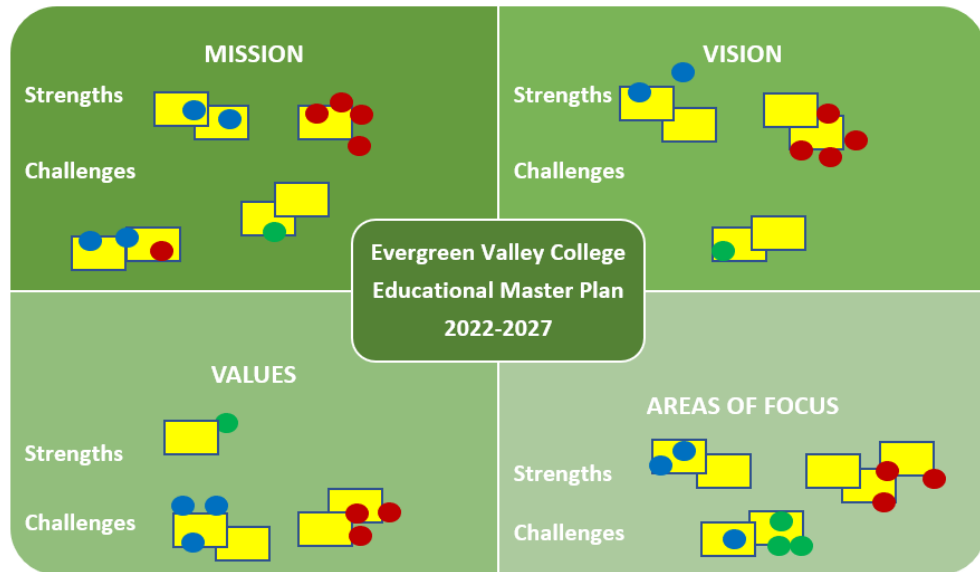 MISSION
Strengths
Challenges
VISION
Strengths
Challenges
Evergreen Valley College
Educational Master Plan
2022-2027
VALUES
Strengths
Challenges
AREAS OF FOCUS
Strengths
Challenges